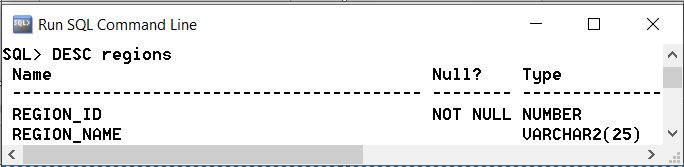 Run SQL Command Line
SQL> DESC regions
Name Null? Type
----------------------------------------- -------- ----------------
REGION_ID NOT NULL NUMBER
REGION_NAME VARCHAR2(25)